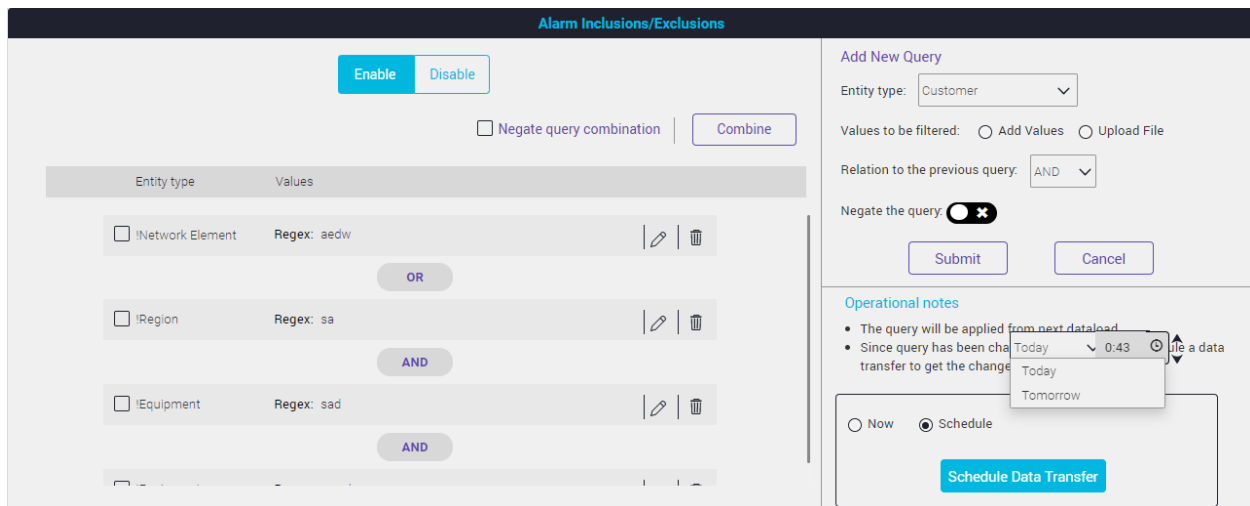 Alarm Inclusions/Exclusions
Enable Disable
Negate query combination Combine
Entity type Values
!Network Element Regex: aedw
OR
!Region Regex: sa
AND
!Equipment Regex: sad
AND
Add New Query
Entity type: Customer
Values to be filtered: Add Values Upload File
Relation to the previous query: AND
Negate the query:
Submit Cancel
Operational notes
The query will be applied from next dataload
Since query has been cha
a data
transfer to get the change
Today 0:43
Today
Tomorrow
Now Schedule
Schedule Data Transfer